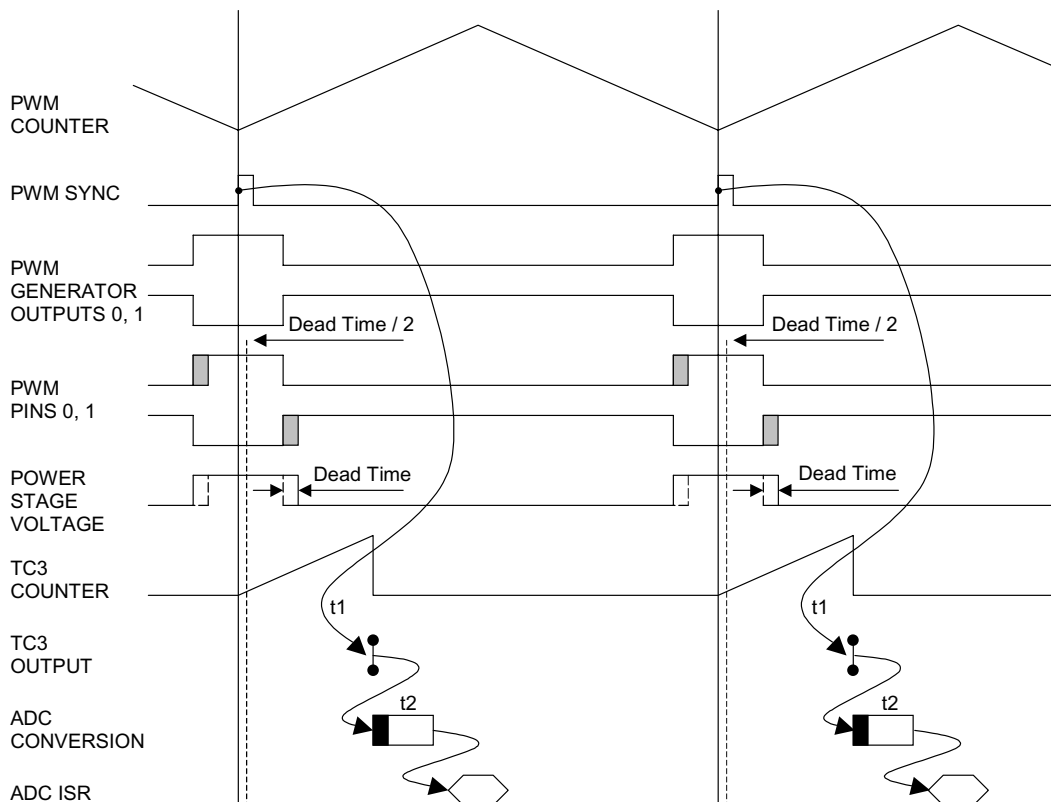 PWM
COUNTER
PWM SYNC
PWM
GENERATOR
OUTPUTS 0, 1
Dead Time / 2
Dead Time / 2
PWM
PINS 0, 1
POWER
STAGE
VOLTAGE
Dead Time
Dead Time
TC3
COUNTER
t1
t1
TC3
OUTPUT
t2
t2
ADC
CONVERSION
ADC ISR